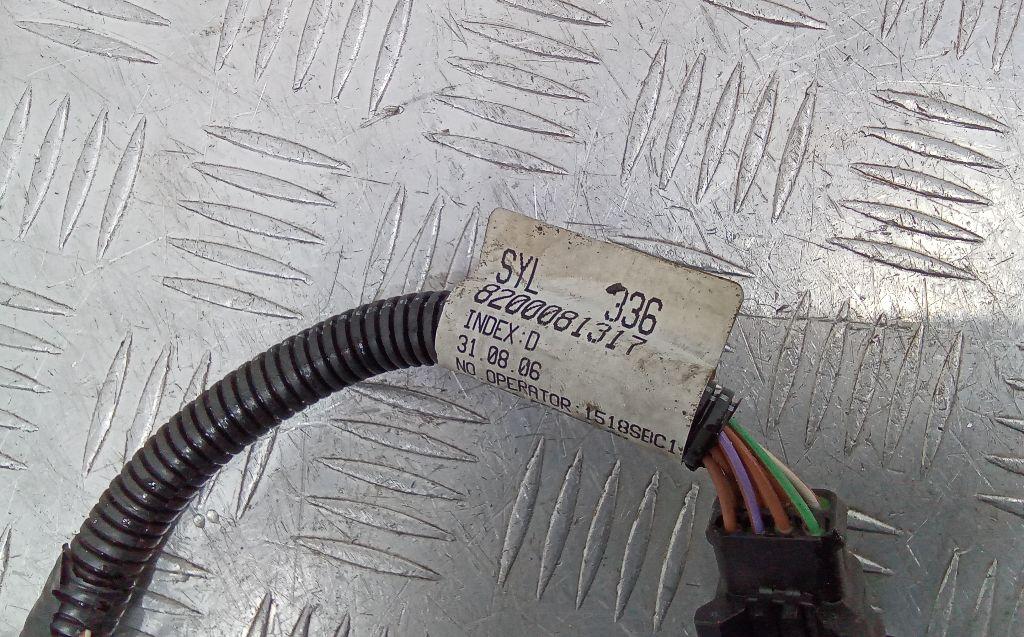 SYL 336
8200081317
INDEX:D
31.08.06
NO OPERATOR:1518SBC1